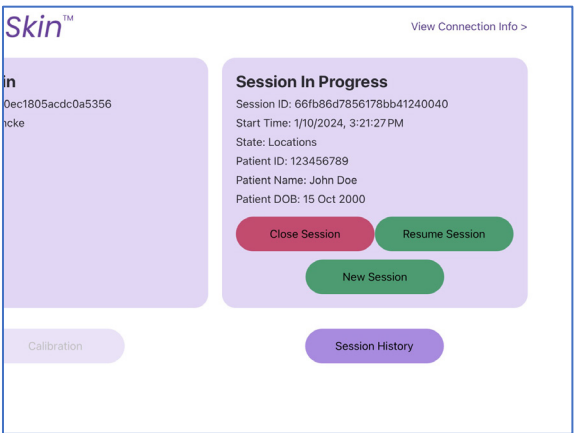 Skin™
View Connection Info >
in
0ec1805acdc0a5356
ncke
Session In Progress
Session ID: 66fb86d7856178bb41240040
Start Time: 1/10/2024, 3:21:27 PM
State: Locations
Patient ID: 123456789
Patient Name: John Doe
Patient DOB: 15 Oct 2000
Close Session
Resume Session
New Session
Calibration
Session History